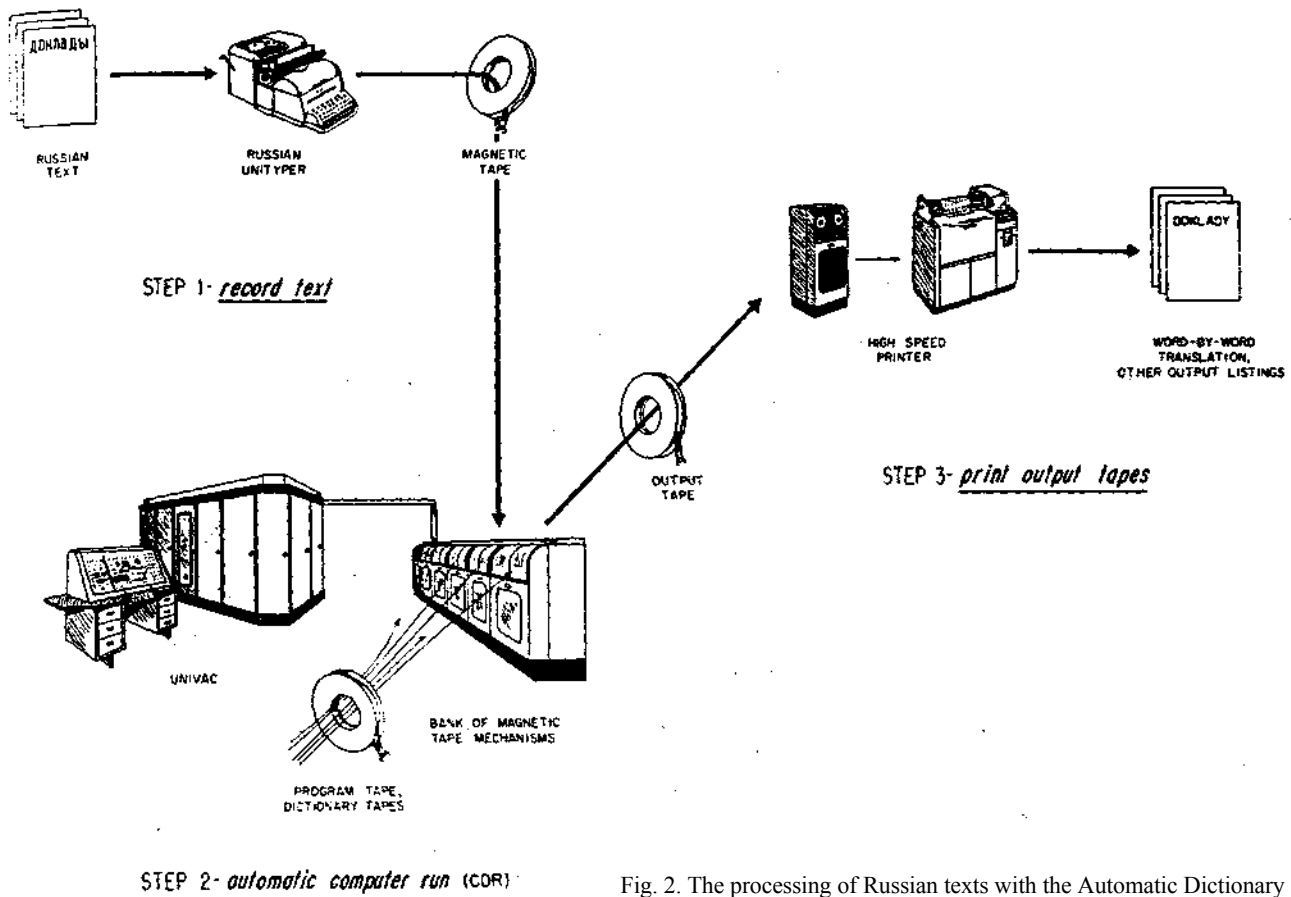 ДОКЛАДЫ
RUSSIAN
TEXT
RUSSIAN
UNITYPER
MAGNETIC
TAPE
STEP 1- record text
UNIVAC
BANK OF MAGNETIC
TAPE MECHANISMS
PROGRAM TAPE,
DICTIONARY TAPES
STEP 2- automatic computer run (CDR)
OUTPUT
TAPE
HIGH SPEED
PRINTER
DOKLADY
WORD-BY-WORD
TRANSLATION,
OTHER OUTPUT LISTINGS
STEP 3- print output tapes
Fig. 2. The processing of Russian texts with the Automatic Dictionary